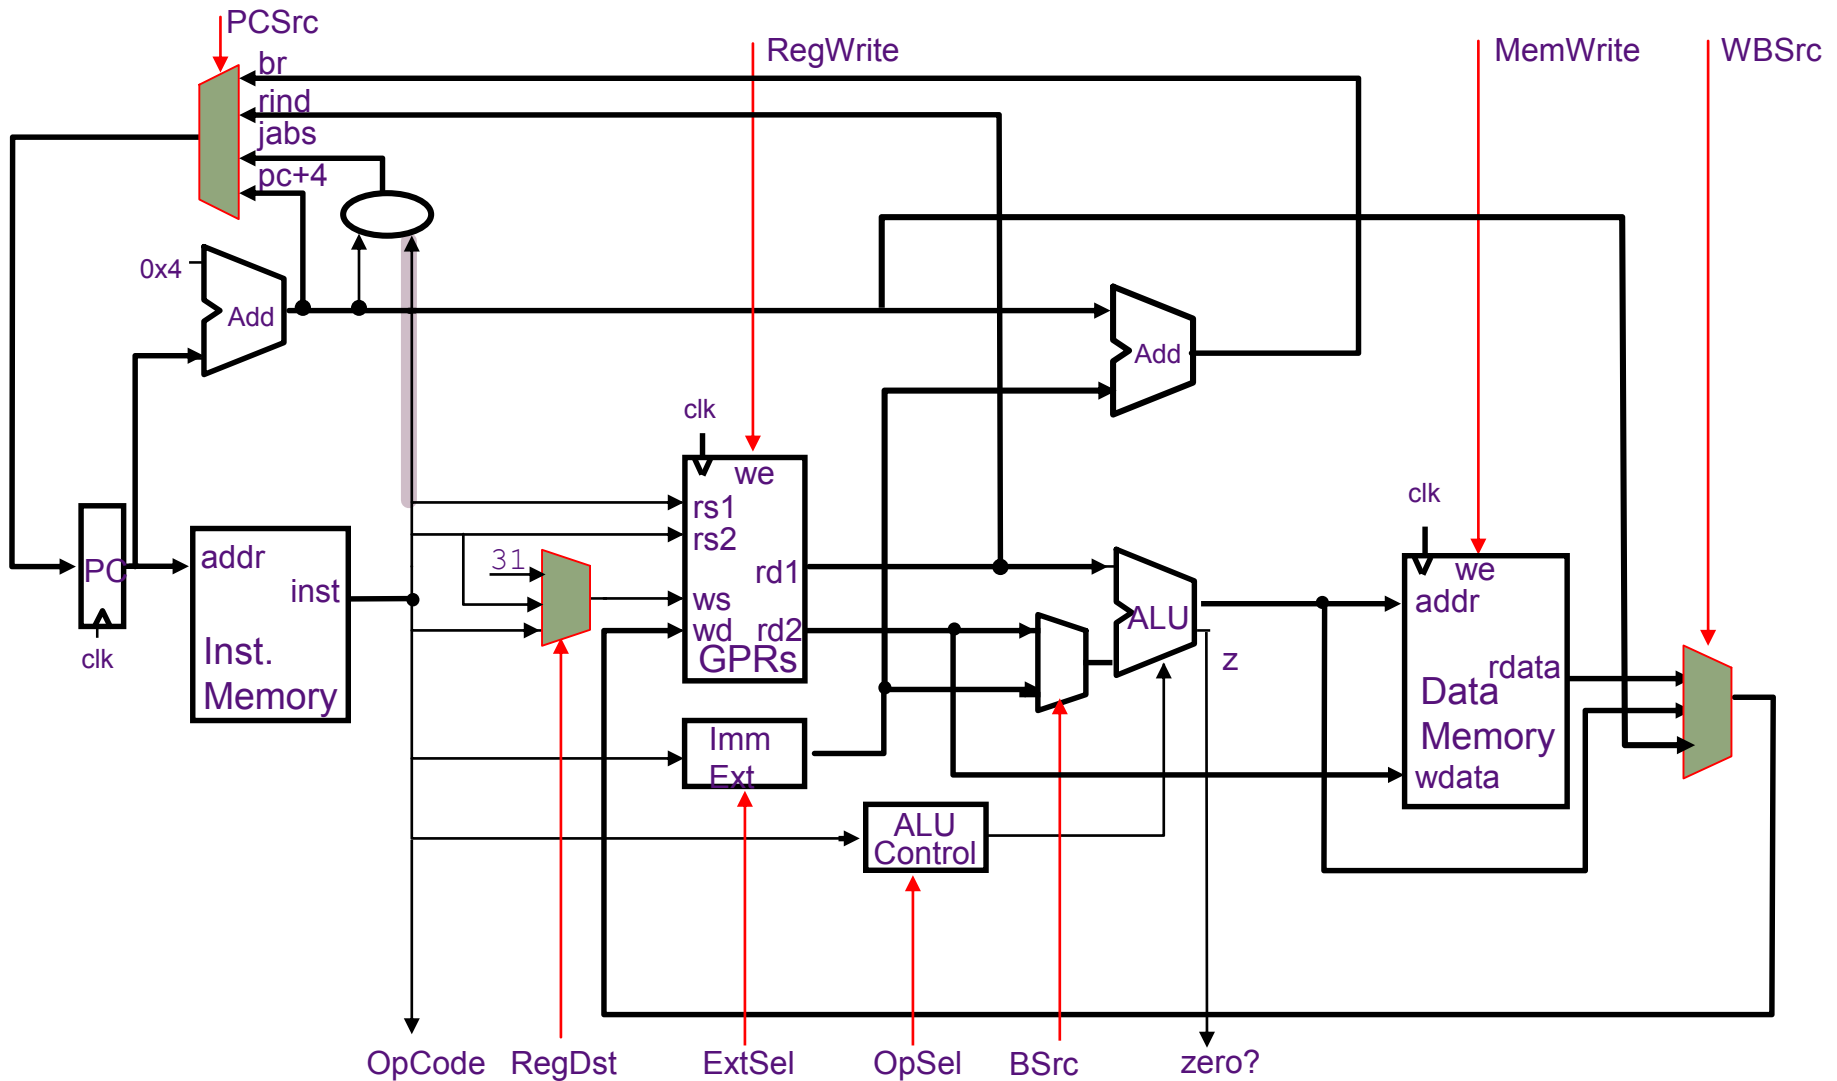 PCSrc
RegWrite
MemWrite
WBSrc
br
rind
jabs
pc+4
0x4
Add
Add
clk
we
rs1
rs2
31
rd1
ws
wd
rd2
GPRs
PC
clk
addr
inst
Inst.
Memory
ALU
z
clk
we
addr
rdata
Data
Memory
wdata
Imm
Ext
ALU
Control
OpCode
RegDst
ExtSel
OpSel
BSrc
zero?